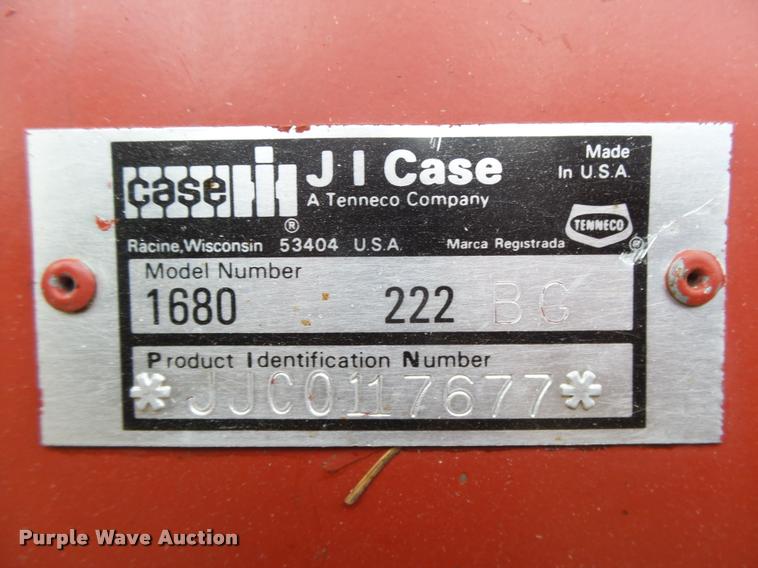 case IH
®
J I Case
A Tenneco Company
Made
In U.S.A.
TENNECO
®
Racine, Wisconsin 53404 U.S.A.
Marca Registrada
Model Number
1680 222 BG
Product Identification Number
*JJC0117677*
Purple Wave Auction